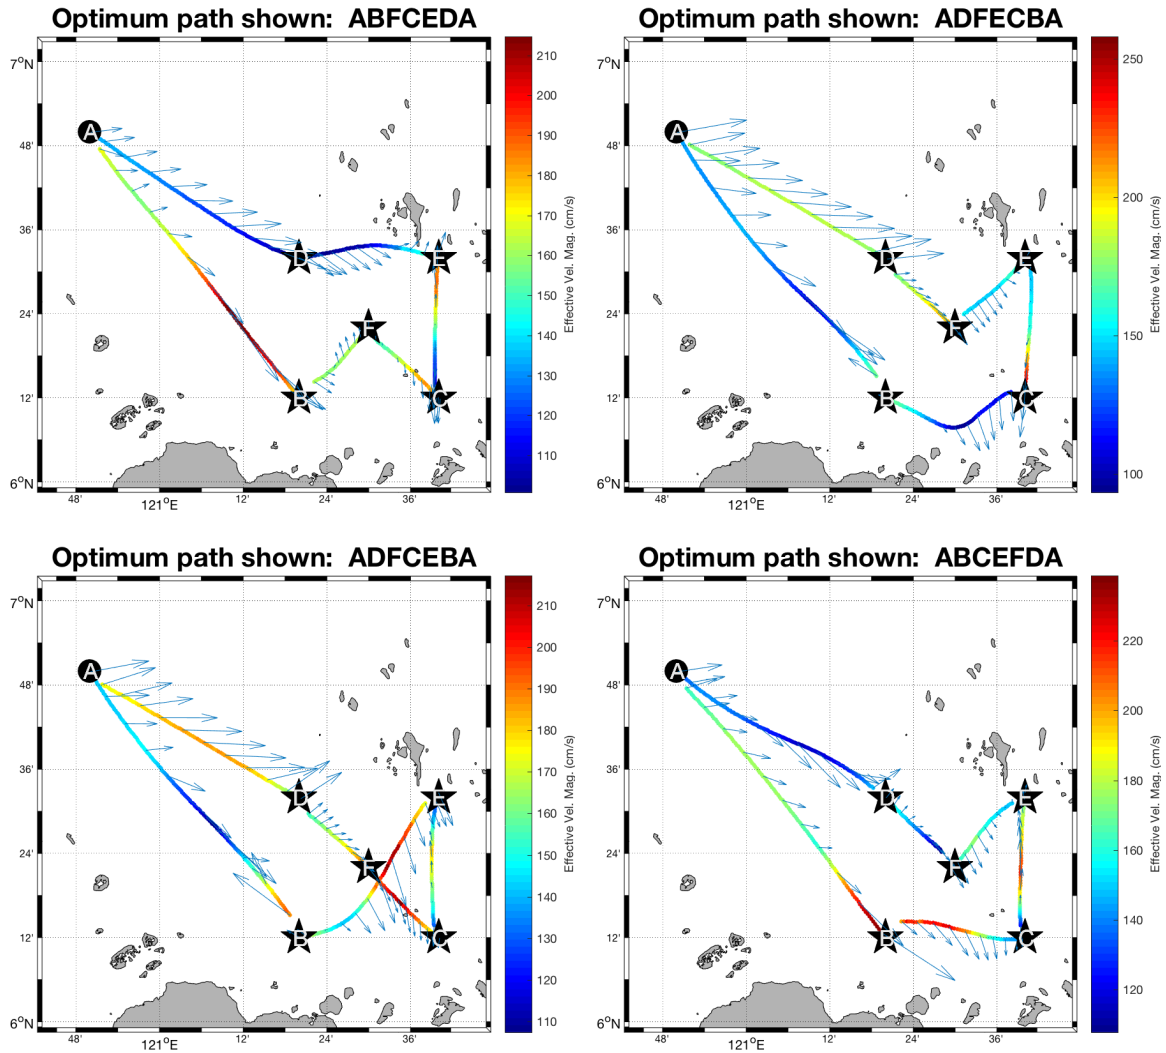 Optimum path shown: ABFCEDA
7°N
48'
36'
24'
12'
6°N
48'
121°E
12'
24'
36'
A
D
E
F
B
C
210
200
190
180
170
160
150
140
130
120
110
Effective Vel. Mag. (cm/s)
Optimum path shown: ADFECBA
7°N
48'
36'
24'
12'
6°N
48'
121°E
12'
24'
36'
A
D
E
F
B
C
250
200
150
100
Effective Vel. Mag. (cm/s)
Optimum path shown: ADFCEBA
7°N
48'
36'
24'
12'
6°N
48'
121°E
12'
24'
36'
A
D
E
F
B
C
210
200
190
180
170
160
150
140
130
120
110
Effective Vel. Mag. (cm/s)
Optimum path shown: ABCEFDA
7°N
48'
36'
24'
12'
6°N
48'
121°E
12'
24'
36'
A
D
E
F
B
C
220
200
180
160
140
120
Effective Vel. Mag. (cm/s)